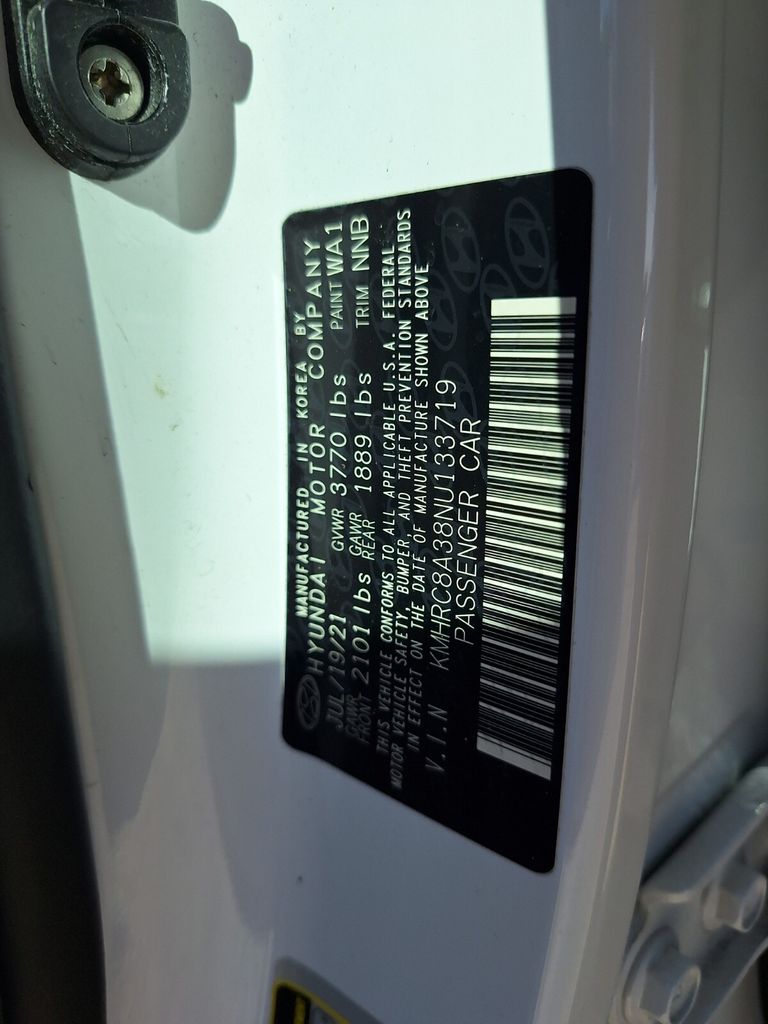 MANUFACTURED IN KOREA BY
HYUNDAI MOTOR COMPANY
JUL/19/21 GVWR 3770 lbs PAINT WA1
GAWR FRONT 2101 lbs GAWR REAR 1889 lbs TRIM NNB
THIS VEHICLE CONFORMS TO ALL APPLICABLE U.S.A. FEDERAL
MOTOR VEHICLE SAFETY, BUMPER, AND THEFT PREVENTION STANDARDS
IN EFFECT ON THE DATE OF MANUFACTURE SHOWN ABOVE
V.I.N KMHRC8A38NU133719
PASSENGER CAR